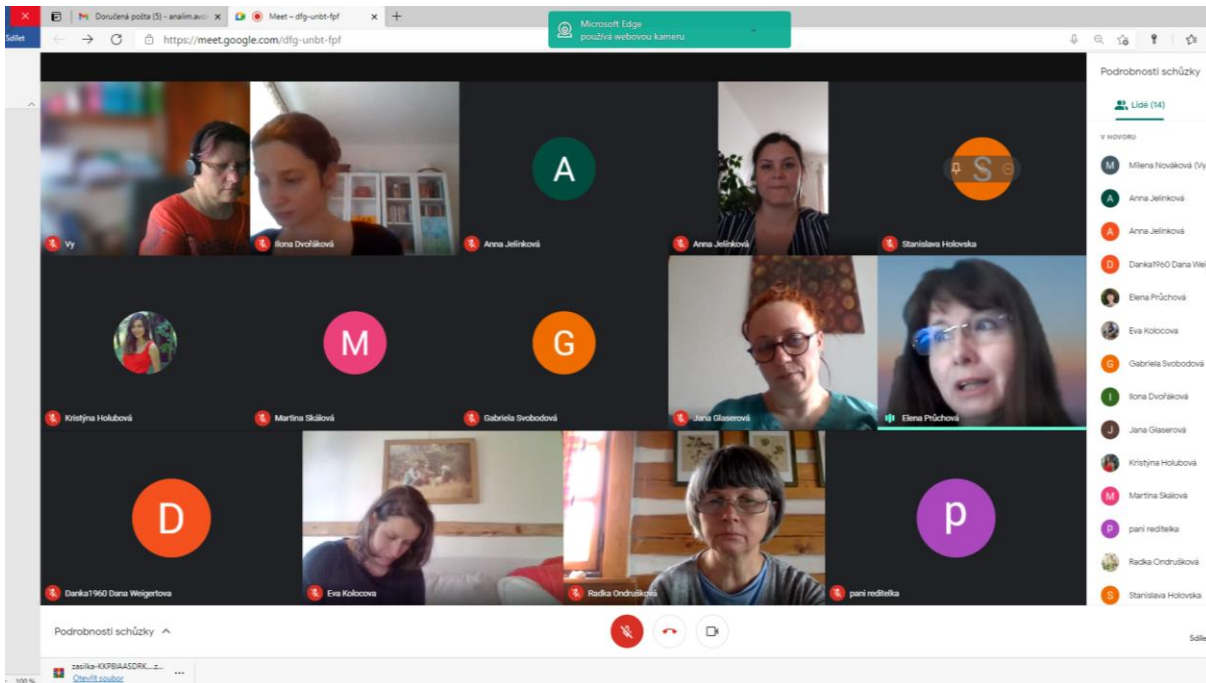 Sdílet
Doručená pošta (5) - analim.avo
Meet – dfg-unbt-fpf
https://meet.google.com/dfg-unbt-fpf
Microsoft Edge
používá webovou kameru
Podrobnosti schůzky
Lidé (14)
V HOVORU
Milena Nováková (Vy
Anna Jelínková
Anna Jelínková
Danka1960 Dana Wei
Elena Průchová
Eva Kolocova
Gabriela Svobodová
Ilona Dvořáková
Jana Glaserová
Kristýna Holubová
Martina Skálová
paní reditelka
Radka Ondrušková
Stanislava Holovska
M
A
A
D
G
I
J
M
p
S
A
S
Vy
Ilona Dvořáková
Anna Jelínková
Anna Jelínková
Stanislava Holovska
M
G
Kristýna Holubová
Martina Skálová
Gabriela Svobodová
Jana Glaserová
Elena Průchová
D
p
Danka1960 Dana Weigertova
Eva Kolocova
Radka Ondrušková
paní reditelka
Podrobnosti schůzky
Sdíle
zasilka-KKPBIAASDRK...z...
Otevřít soubor
100 %